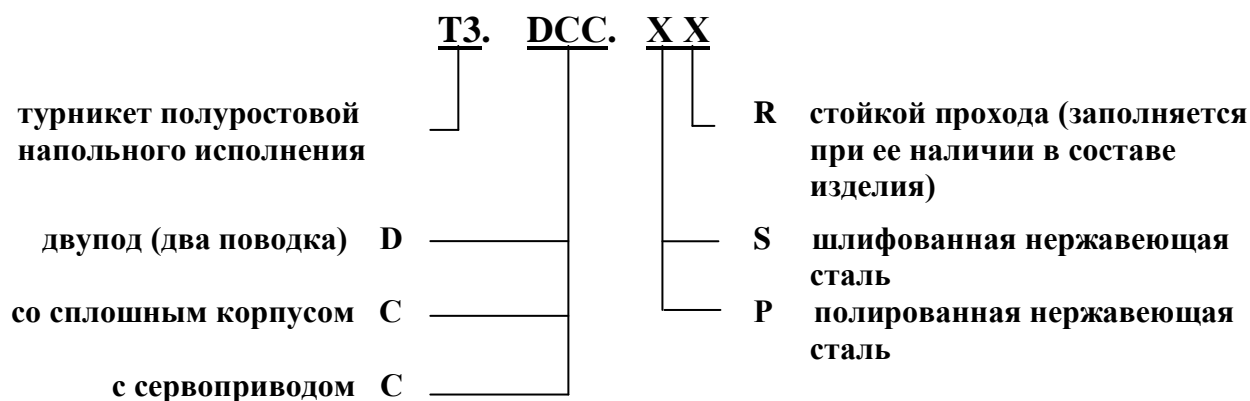 T3. DCC. X X
турникет полуростовой
напольного исполнения
двупод (два поводка) D
со сплошным корпусом C
с сервоприводом C
R стойкой прохода (заполняется
при ее наличии в составе
изделия)
S шлифованная нержавеющая
сталь
P полированная нержавеющая
сталь